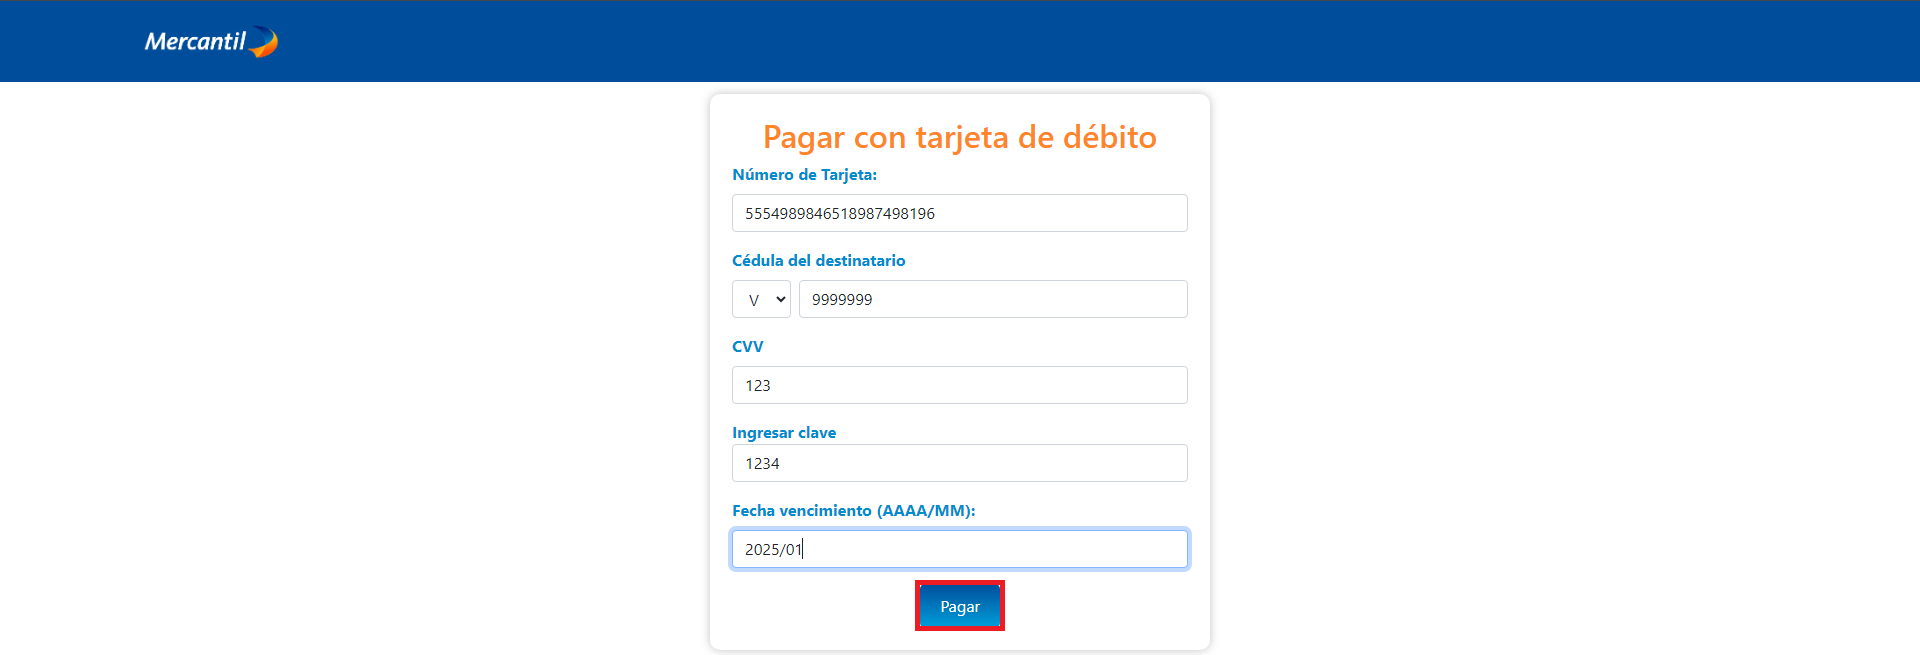 Mercantil
Pagar con tarjeta de débito
Número de Tarjeta:
5554989846518987498196
Cédula del destinatario
V 9999999
CVV
123
Ingresar clave
1234
Fecha vencimiento (AAAA/MM):
2025/01
Pagar